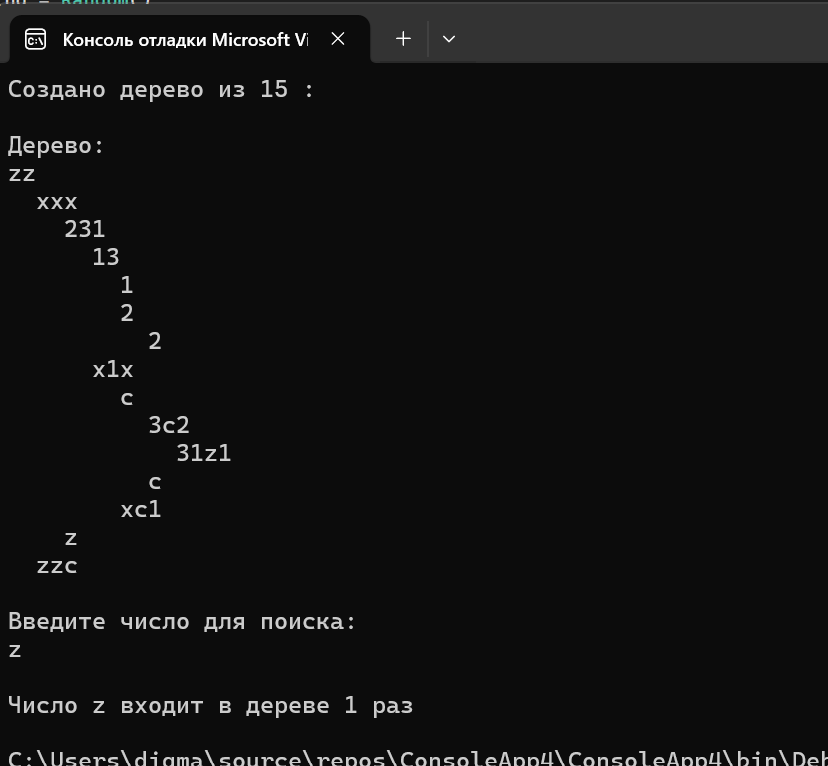 Консоль отладки Microsoft Vi
Создано дерево из 15 :
Дерево:
zz
xxx
231
13
1
2
2
x1x
c
3c2
31z1
c
xc1
z
zzc
Введите число для поиска:
z
Число z входит в дереве 1 раз
C:\Users\digma\source\repos\ConsoleApp4\ConsoleApp4\bin\Deb